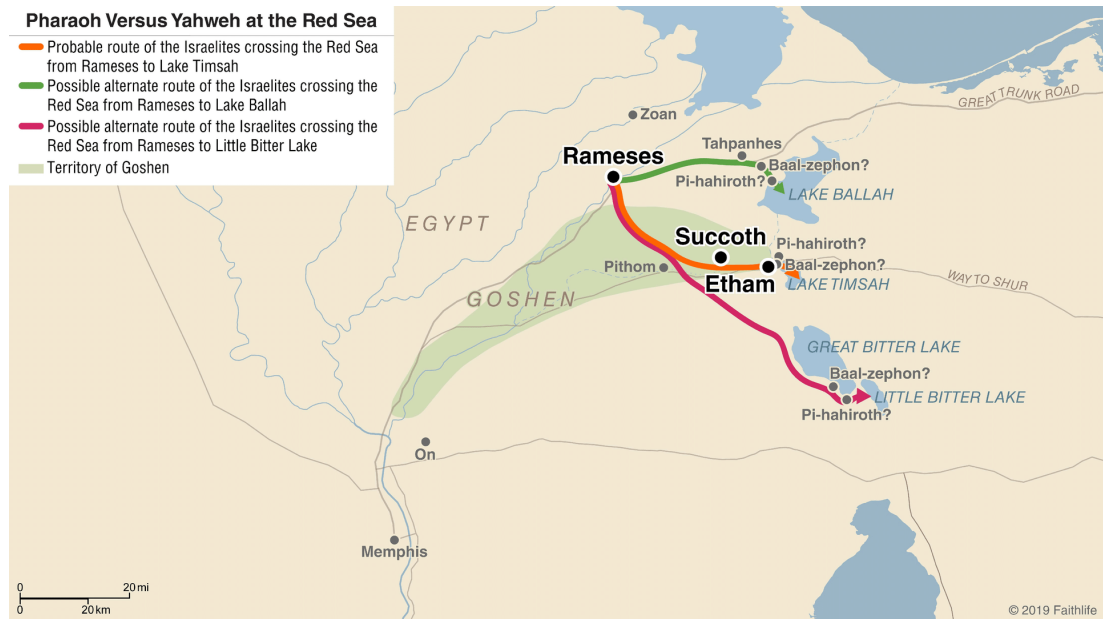 Pharaoh Versus Yahweh at the Red Sea
Probable route of the Israelites crossing the Red Sea
from Rameses to Lake Timsah
Possible alternate route of the Israelites crossing the
Red Sea from Rameses to Lake Ballah
Possible alternate route of the Israelites crossing the
Red Sea from Rameses to Little Bitter Lake
Territory of Goshen
GREAT TRUNK ROAD
Zoan
Tahpanhes
Rameses
Baal-zephon?
Pi-hahiroth?
LAKE BALLAH
EGYPT
Succoth
Pi-hahiroth?
Baal-zephon?
Pithom
Etham
LAKE TIMSAH
WAY TO SHUR
GOSHEN
GREAT BITTER LAKE
Baal-zephon?
LITTLE BITTER LAKE
Pi-hahiroth?
On
Memphis
0 20 mi
0 20 km
© 2019 Faithlife